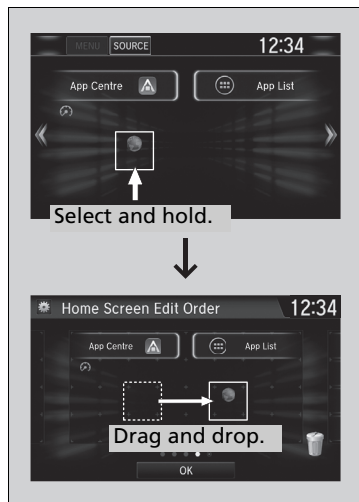 MENU SOURCE 12:34
App Centre App List
Select and hold.
Home Screen Edit Order 12:34
App Centre App List
Drag and drop.
OK